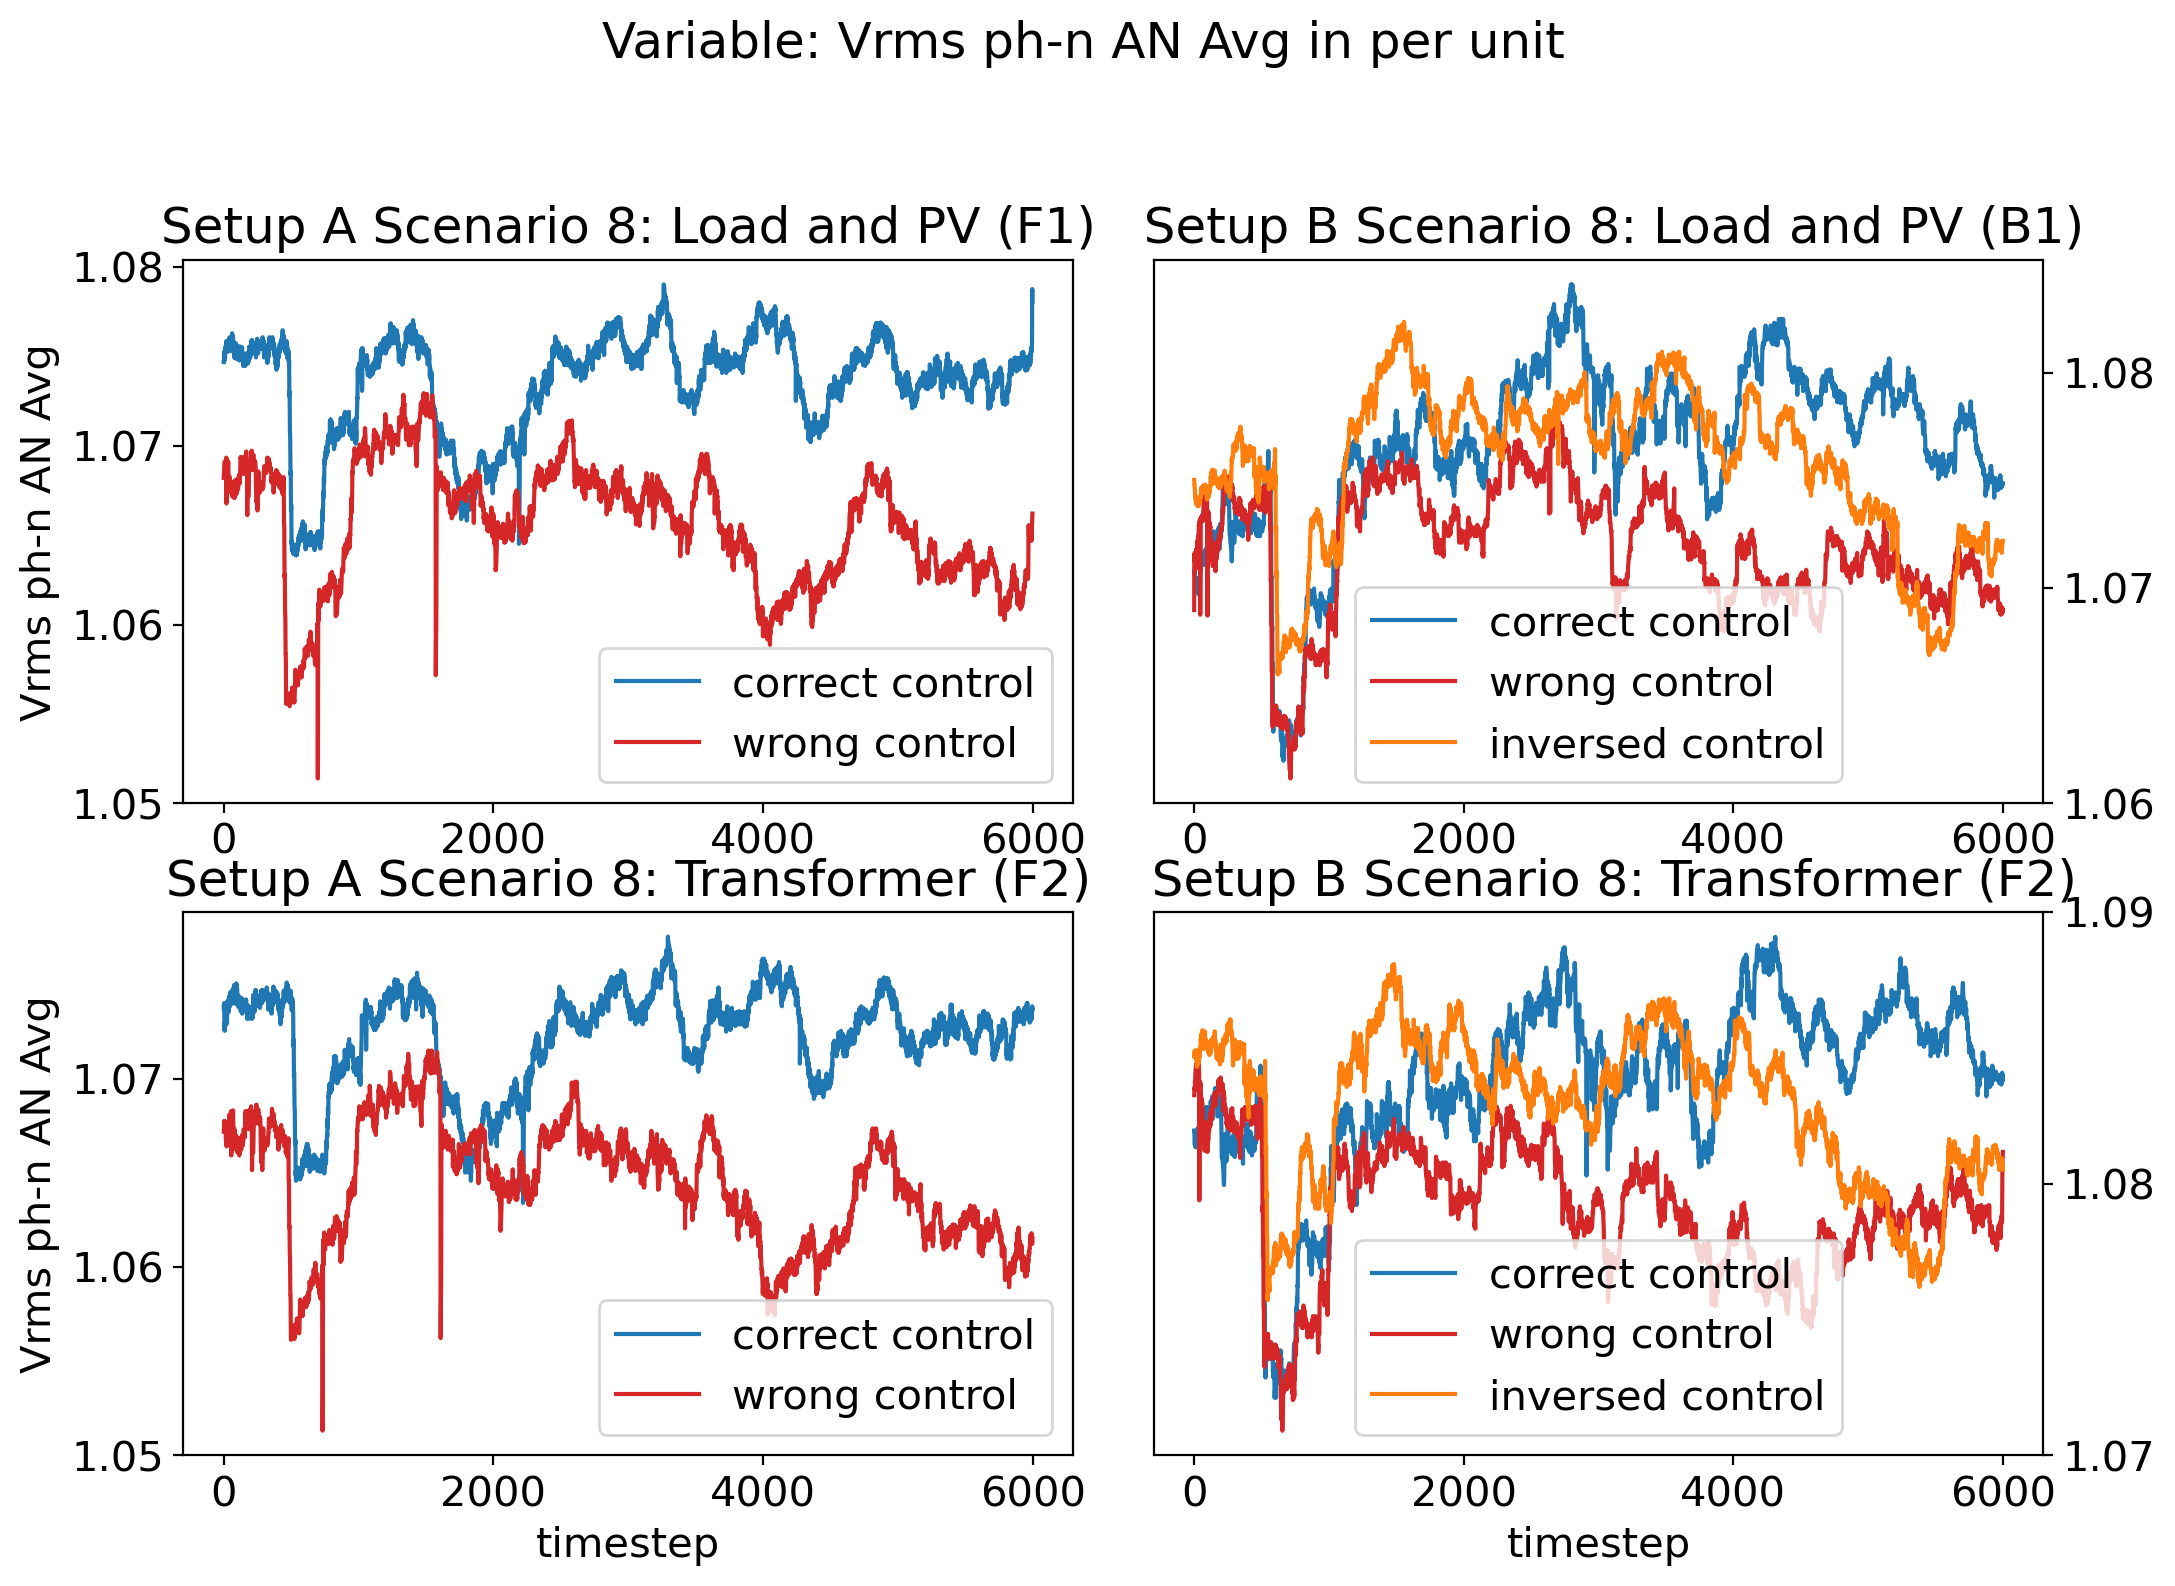 Variable: Vrms ph-n AN Avg in per unit
Setup A Scenario 8: Load and PV (F1)
Vrms ph-n AN Avg
1.08
1.07
1.06
1.05
0
2000
4000
6000
correct control
wrong control
Setup B Scenario 8: Load and PV (B1)
1.08
1.07
1.06
0
2000
4000
6000
correct control
wrong control
inversed control
Setup A Scenario 8: Transformer (F2)
Vrms ph-n AN Avg
1.07
1.06
1.05
0
2000
4000
6000
timestep
correct control
wrong control
Setup B Scenario 8: Transformer (F2)
1.09
1.08
1.07
0
2000
4000
6000
timestep
correct control
wrong control
inversed control